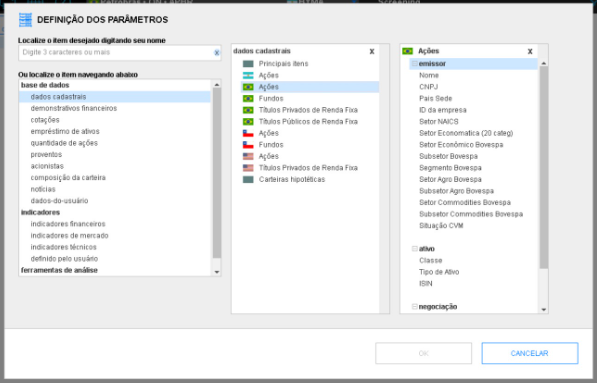 Petrobras - ON - aPNR
Screening
DEFINIÇÃO DOS PARÂMETROS
Localize o item desejado digitando seu nome
Digite 3 caracteres ou mais
x
Ou localize o item navegando abaixo
base de dados
dados cadastrais
demonstrativos financeiros
cotações
empréstimo de ativos
quantidade de ações
proventos
acionistas
composição da carteira
notícias
dados-do-usuário
indicadores
indicadores financeiros
indicadores de mercado
indicadores técnicos
definido pelo usuário
ferramentas de análise
dados cadastrais x
Principais itens
Ações
Ações
Fundos
Títulos Privados de Renda Fixa
Títulos Públicos de Renda Fixa
Ações
Fundos
Ações
Títulos Privados de Renda Fixa
Carteiras hipotéticas
Ações x
emissor
Nome
CNPJ
Pais Sede
ID da empresa
Setor NAICS
Setor Economatica (20 categ)
Setor Econômico Bovespa
Subsetor Bovespa
Segmento Bovespa
Setor Agro Bovespa
Subsetor Agro Bovespa
Setor Commodities Bovespa
Subsetor Commodities Bovespa
Situação CVM
ativo
Classe
Tipo de Ativo
ISIN
negociação
OK
CANCELAR